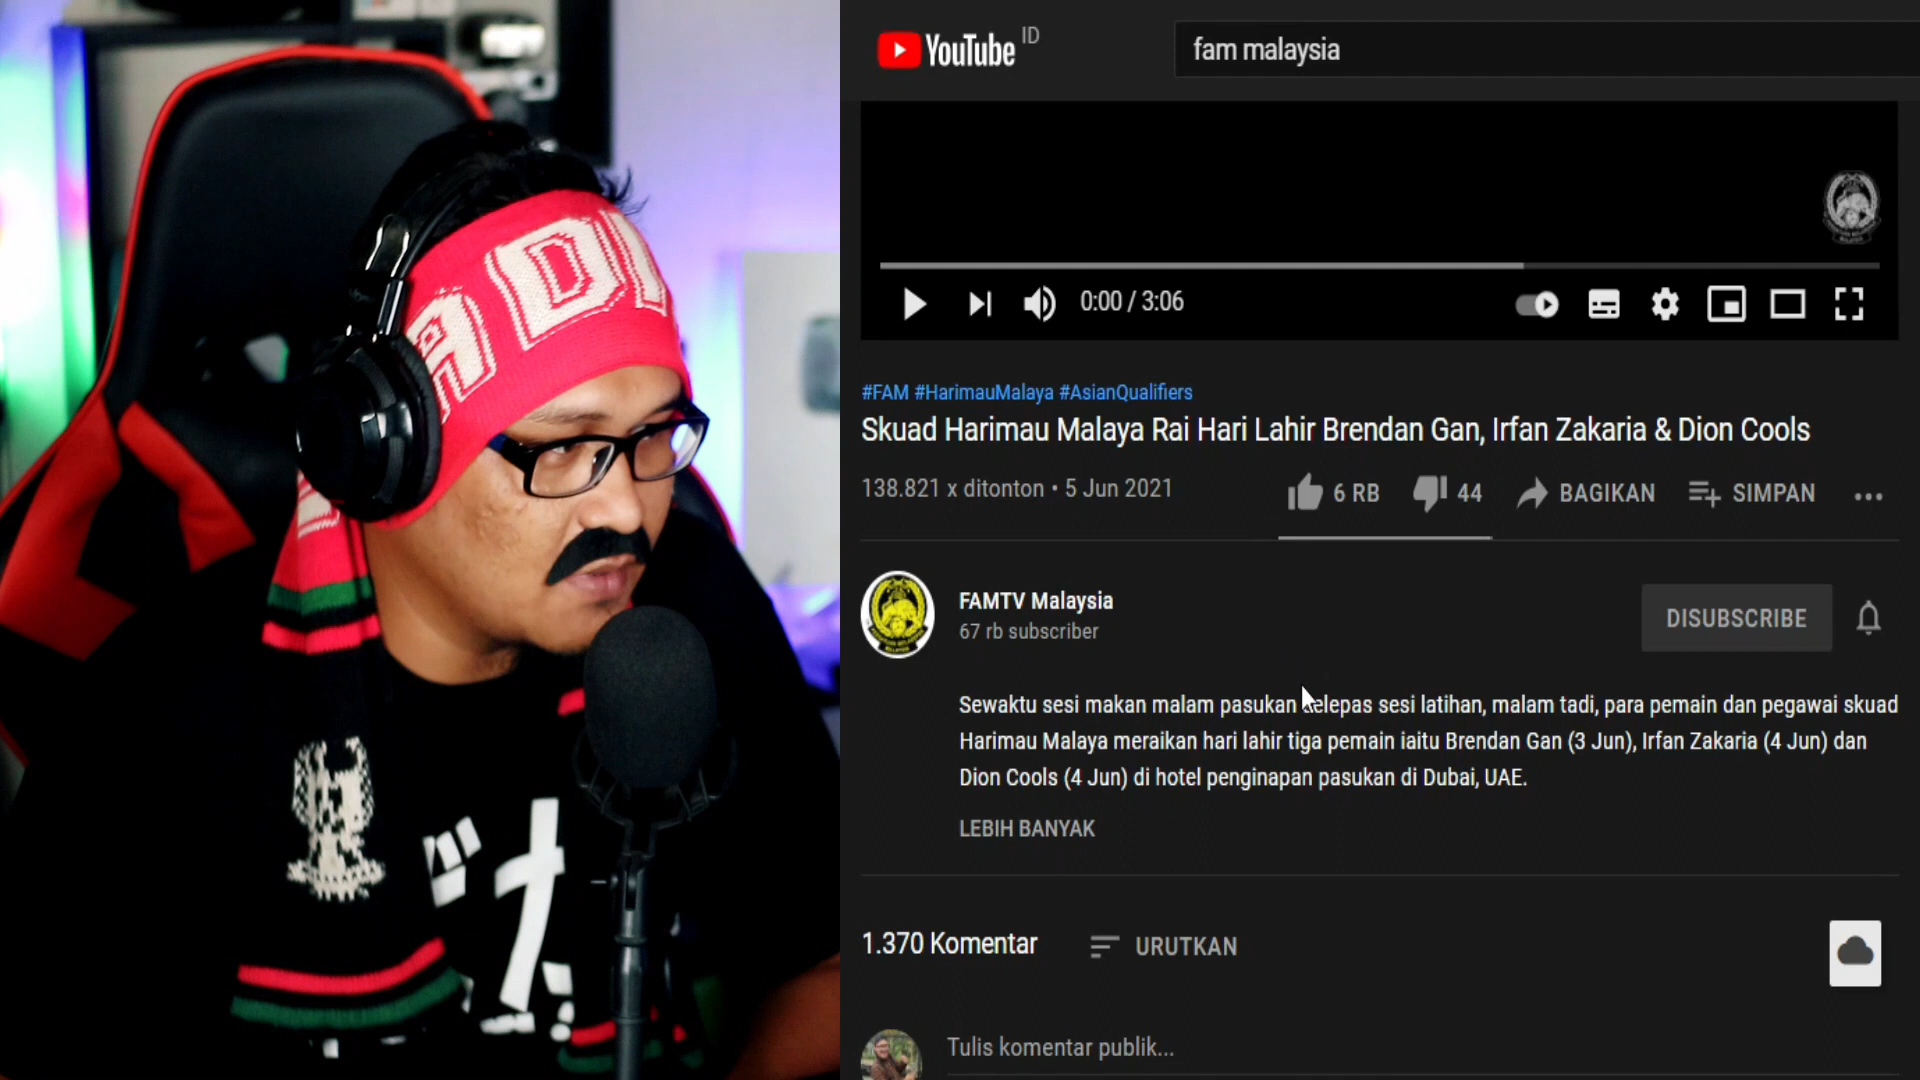 ADI
YouTube ID
fam malaysia
0:00 / 3:06
#FAM #HarimauMalaya #AsianQualifiers
Skuad Harimau Malaya Rai Hari Lahir Brendan Gan, Irfan Zakaria & Dion Cools
138.821 x ditonton • 5 Jun 2021
6 RB
44
BAGIKAN
SIMPAN
FAMTV Malaysia
67 rb subscriber
DISUBSCRIBE
Sewaktu sesi makan malam pasukan selepas sesi latihan, malam tadi, para pemain dan pegawai skuad
Harimau Malaya meraikan hari lahir tiga pemain iaitu Brendan Gan (3 Jun), Irfan Zakaria (4 Jun) dan
Dion Cools (4 Jun) di hotel penginapan pasukan di Dubai, UAE.
LEBIH BANYAK
1.370 Komentar
URUTKAN
Tulis komentar publik...